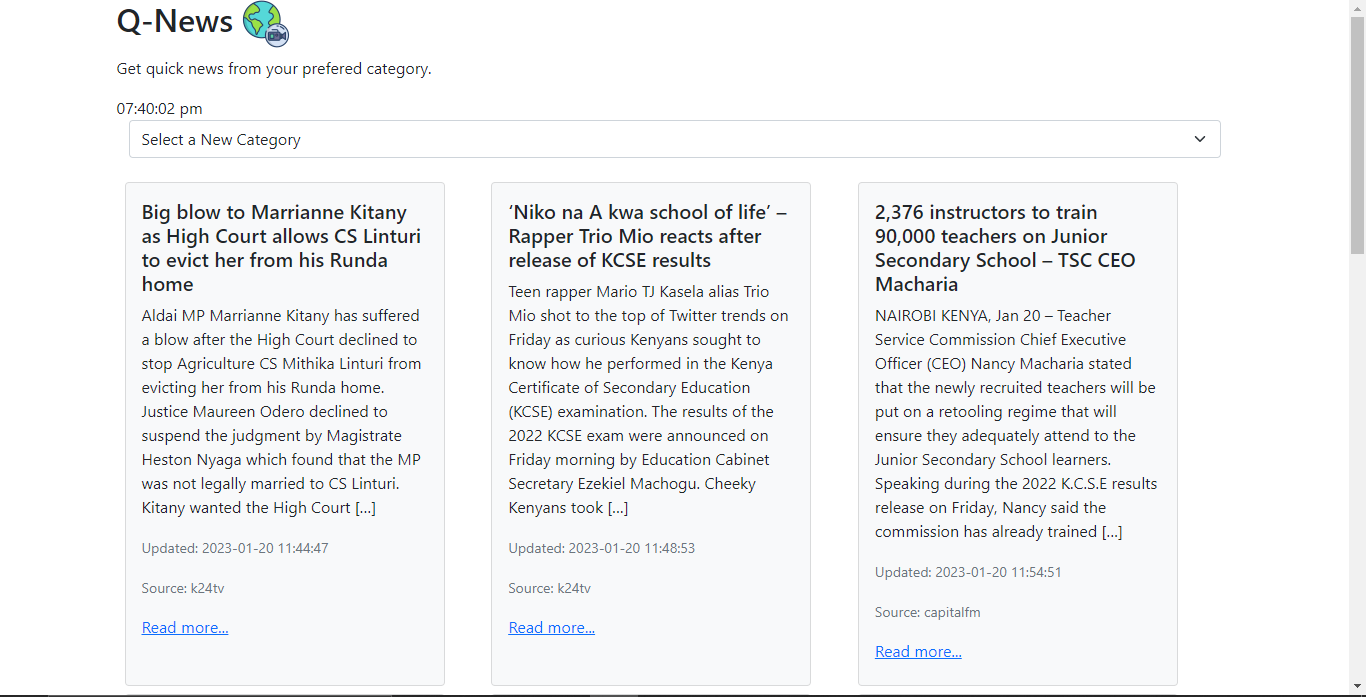 Q-News
Get quick news from your prefered category.
07:40:02 pm
Select a New Category
Big blow to Marrianne Kitany
as High Court allows CS Linturi
to evict her from his Runda
home
Aldai MP Marrianne Kitany has suffered
a blow after the High Court declined to
stop Agriculture CS Mithika Linturi from
evicting her from his Runda home.
Justice Maureen Odero declined to
suspend the judgment by Magistrate
Heston Nyaga which found that the MP
was not legally married to CS Linturi.
Kitany wanted the High Court [...]
Updated: 2023-01-20 11:44:47
Source: k24tv
Read more...
‘Niko na A kwa school of life’ –
Rapper Trio Mio reacts after
release of KCSE results
Teen rapper Mario TJ Kasela alias Trio
Mio shot to the top of Twitter trends on
Friday as curious Kenyans sought to
know how he performed in the Kenya
Certificate of Secondary Education
(KCSE) examination. The results of the
2022 KCSE exam were announced on
Friday morning by Education Cabinet
Secretary Ezekiel Machogu. Cheeky
Kenyans took [...]
Updated: 2023-01-20 11:48:53
Source: k24tv
Read more...
2,376 instructors to train
90,000 teachers on Junior
Secondary School – TSC CEO
Macharia
NAIROBI KENYA, Jan 20 – Teacher
Service Commission Chief Executive
Officer (CEO) Nancy Macharia stated
that the newly recruited teachers will be
put on a retooling regime that will
ensure they adequately attend to the
Junior Secondary School learners.
Speaking during the 2022 K.C.S.E results
release on Friday, Nancy said the
commission has already trained [...]
Updated: 2023-01-20 11:54:51
Source: capitalfm
Read more...